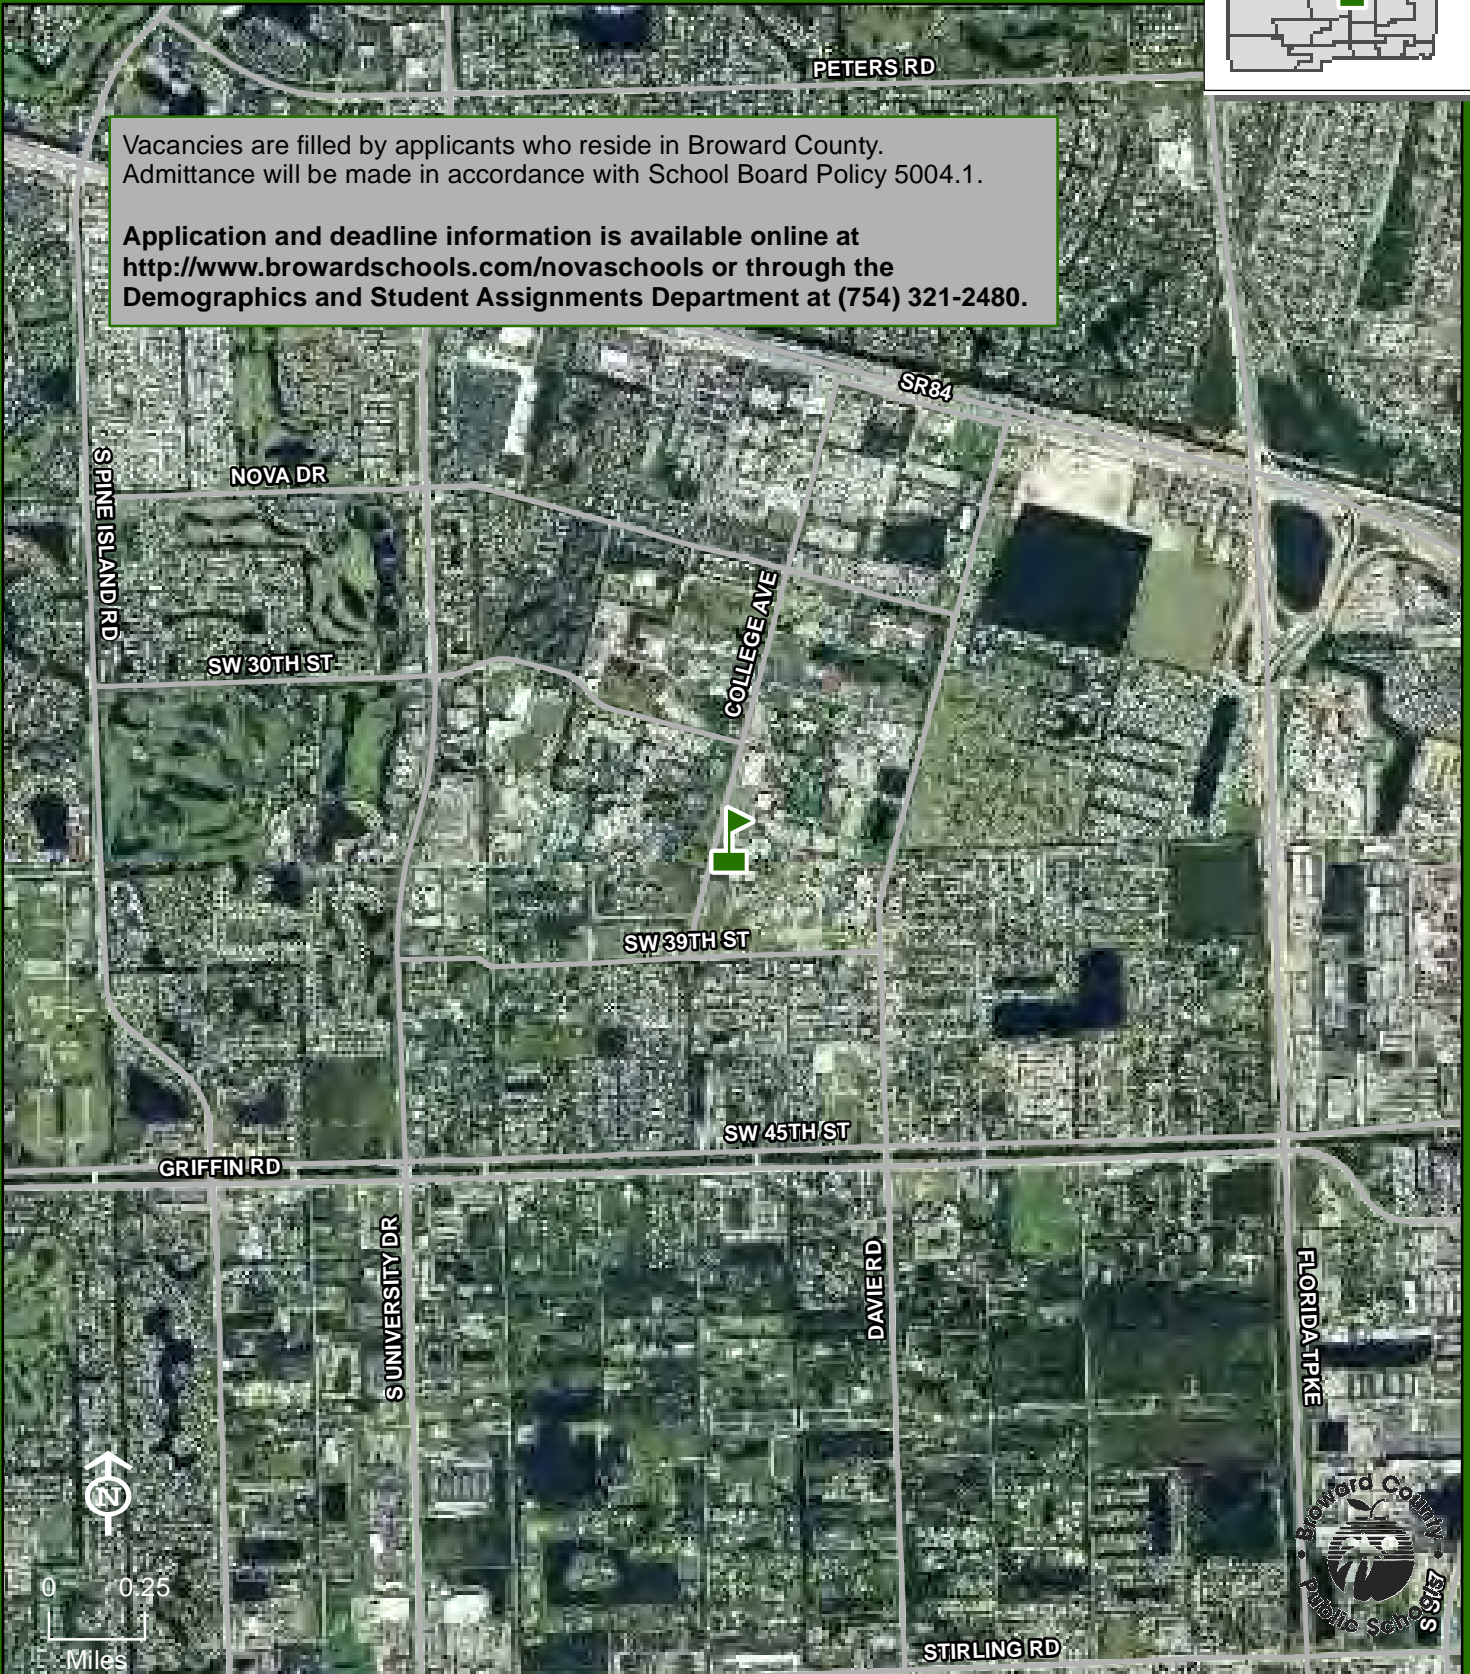 PETERS RD
Vacancies are filled by applicants who reside in Broward County.
Admittance will be made in accordance with School Board Policy 5004.1.
Application and deadline information is available online at
http://www.browardschools.com/novaschools or through the
Demographics and Student Assignments Department at (754) 321-2480.
SR84
NOVA DR
S PINE ISLAND RD
COLLEGE AVE
SW 30TH ST
SW 39TH ST
SW 45TH ST
GRIFFIN RD
S UNIVERSITY DR
DAVIE RD
FLORIDA TPKE
N
Broward County
Public Schools
0 0.25
Miles
STIRLING RD